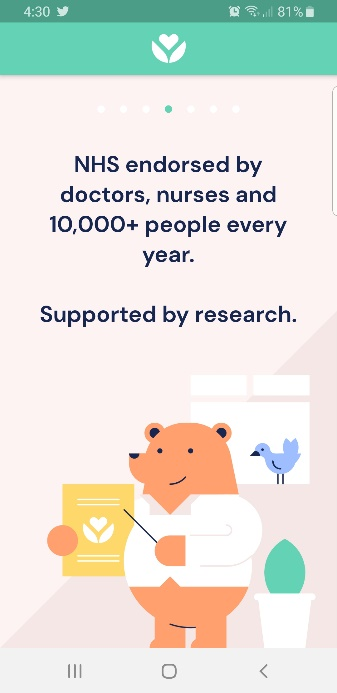 4:30 81%
NHS endorsed by
doctors, nurses and
10,000+ people every
year.
Supported by research.